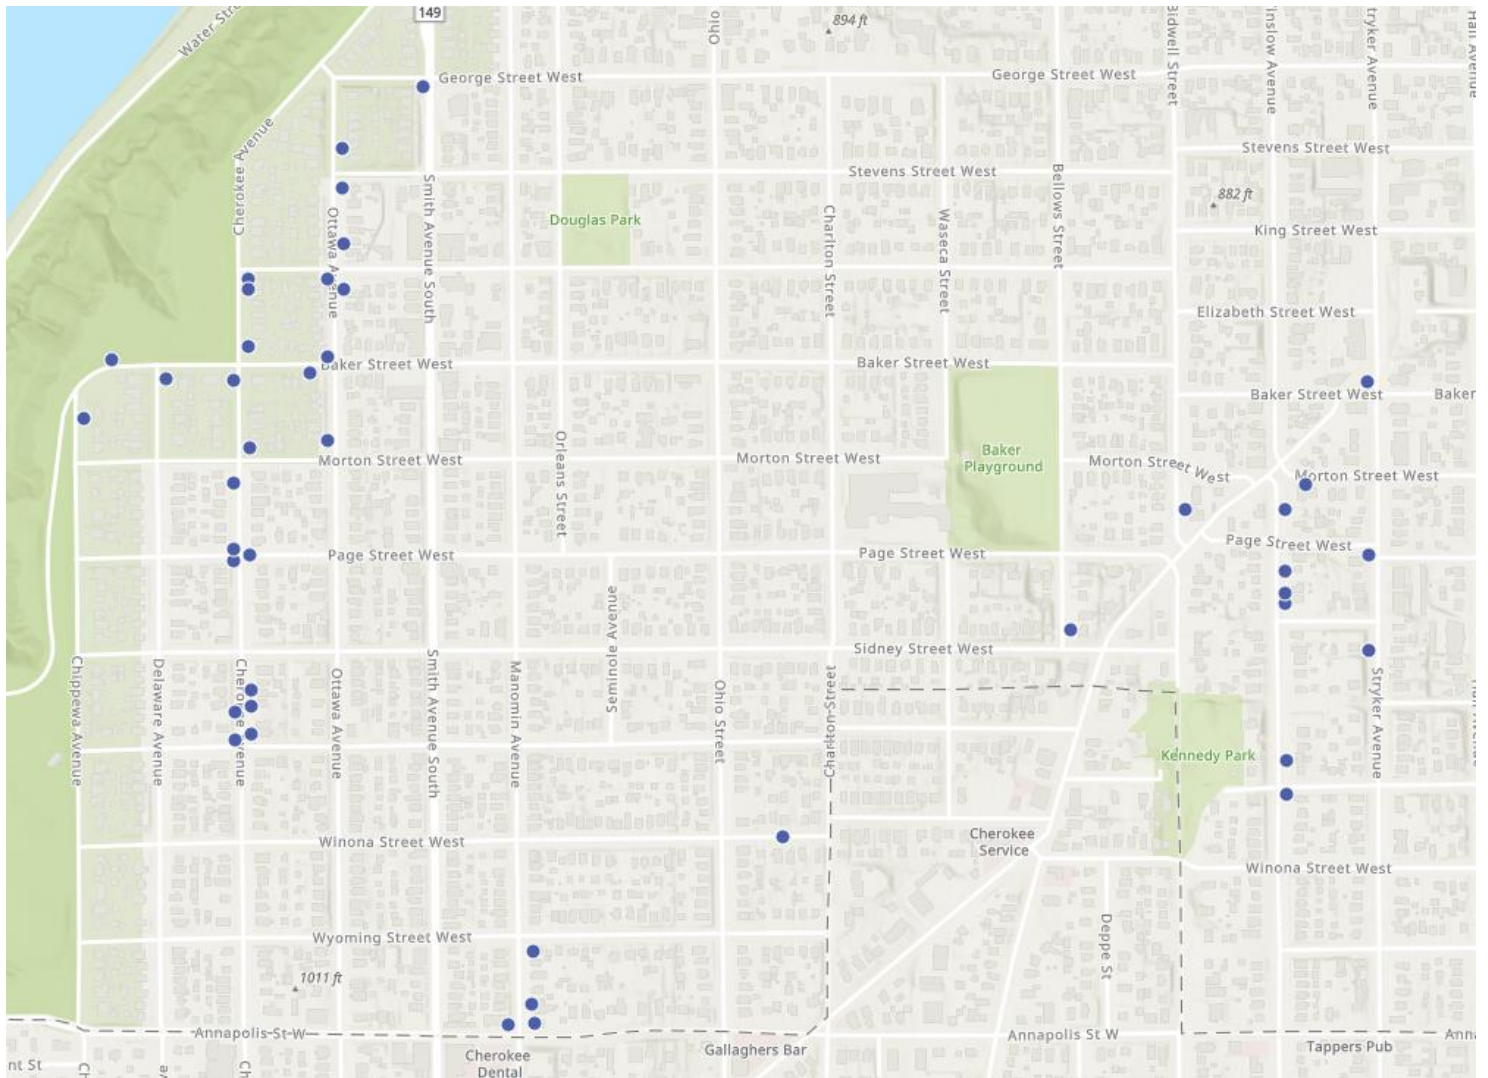 149
Water Str
Ohio
894 ft
Bidwell Street
inslow Avenue
tryker Avenue
Hall Avenue
George Street West
George Street West
Cherokee Avenue
Stevens Street West
Stevens Street West
Smith Avenue South
Bellows Street
882 ft
Douglas Park
Ottawa Avenue
Charlton Street
Waseca Street
King Street West
Elizabeth Street West
Baker Street West
Baker Street West
Baker Street West
Baker
Orleans Street
Baker
Playground
Morton Street West
Morton Street West
Morton Street West
Morton Street West
Page Street West
Page Street West
Page Street West
Seminole Avenue
Sidney Street West
Chippewa Avenue
Delaware Avenue
Cherokee Avenue
Ottawa Avenue
Smith Avenue South
Manomin Avenue
Ohio Street
Charlton Street
Stryker Avenue
Kennedy Park
Winona Street West
Cherokee
Service
Winona Street West
Wyoming Street West
Deppe St
1011 ft
Annapolis St W
Annapolis St W
Anna
Cherokee
Dental
Gallaghers Bar
Tappers Pub
nt St
Ch
Ch